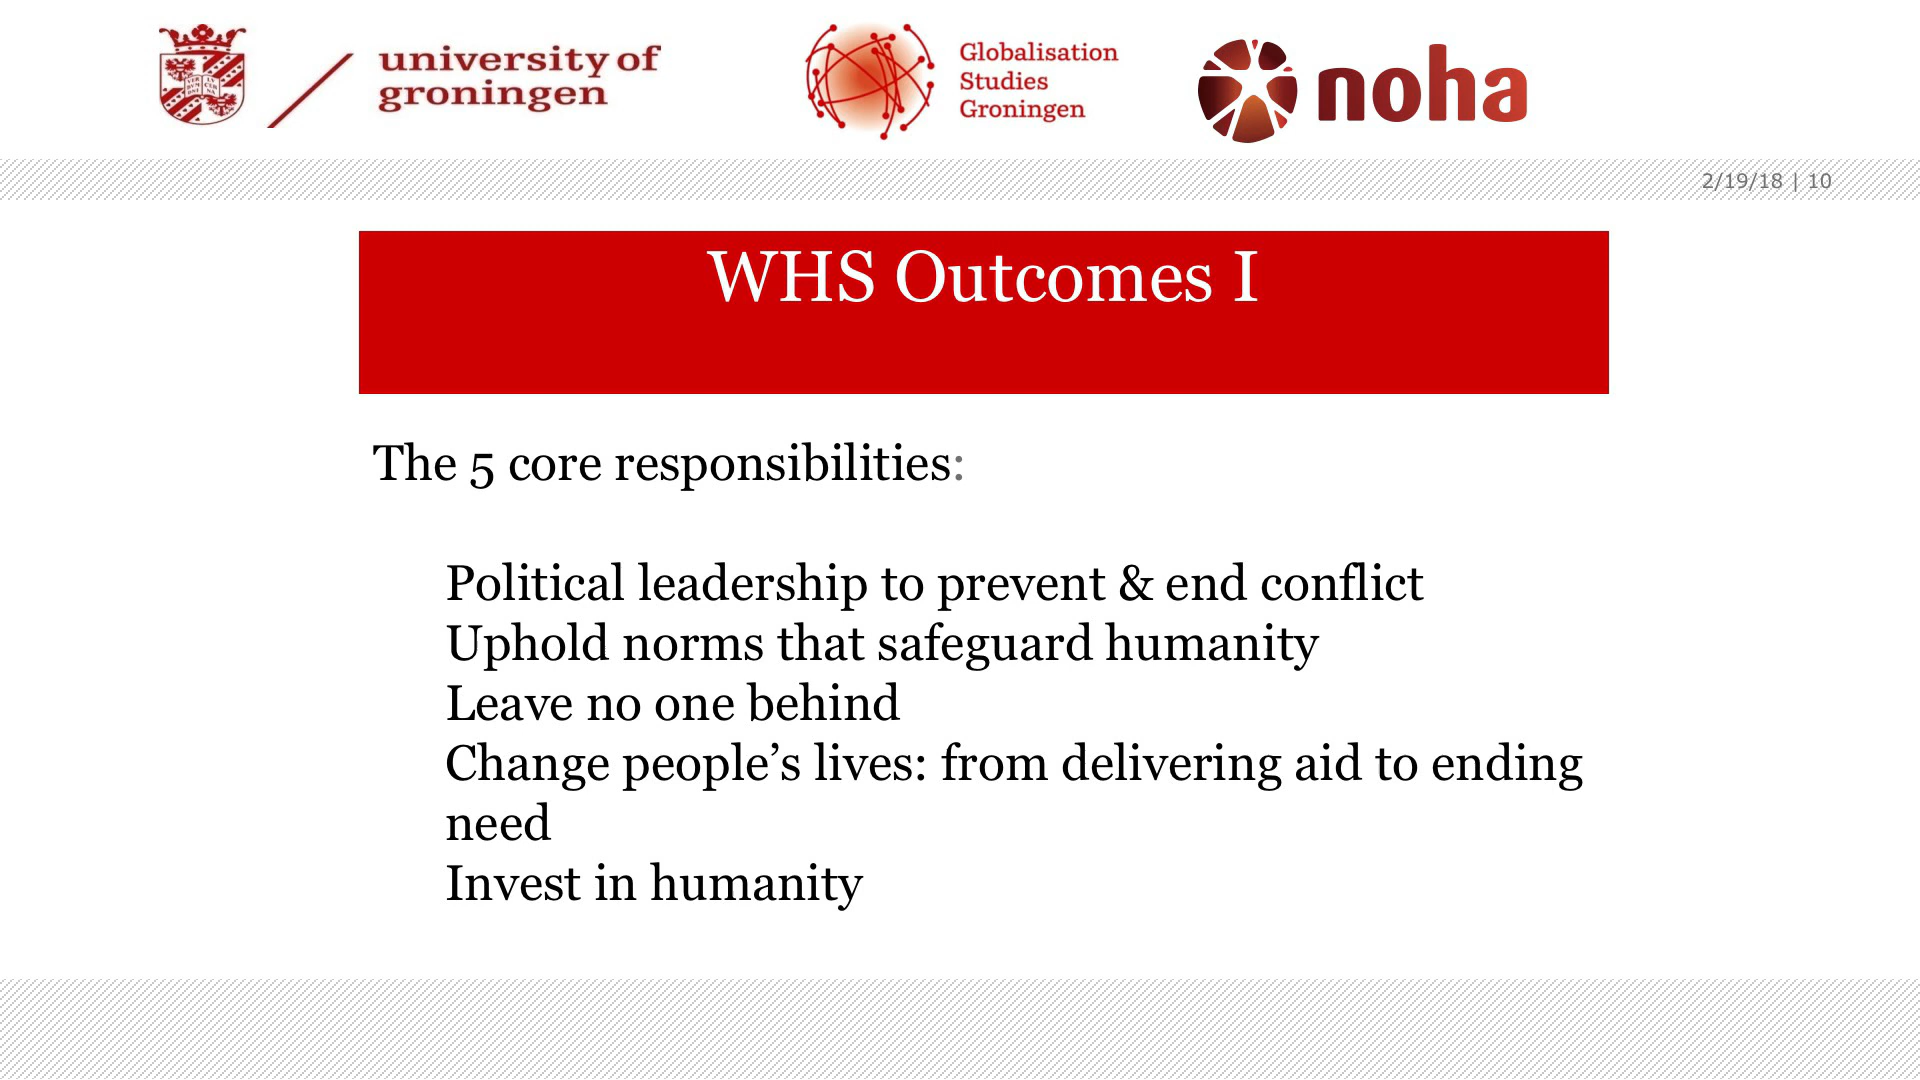 university of
groningen
Globalisation
Studies
Groningen
noha
2/19/18 | 10
WHS Outcomes I
The 5 core responsibilities:
Political leadership to prevent & end conflict
Uphold norms that safeguard humanity
Leave no one behind
Change people’s lives: from delivering aid to ending
need
Invest in humanity